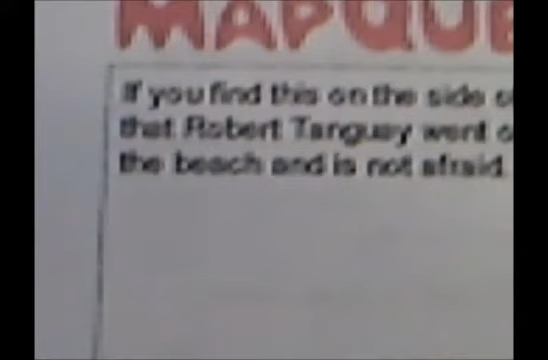 MAPQUE
If you find this on the side o
that Robert Tanguay went o
the beach and is not afraid.